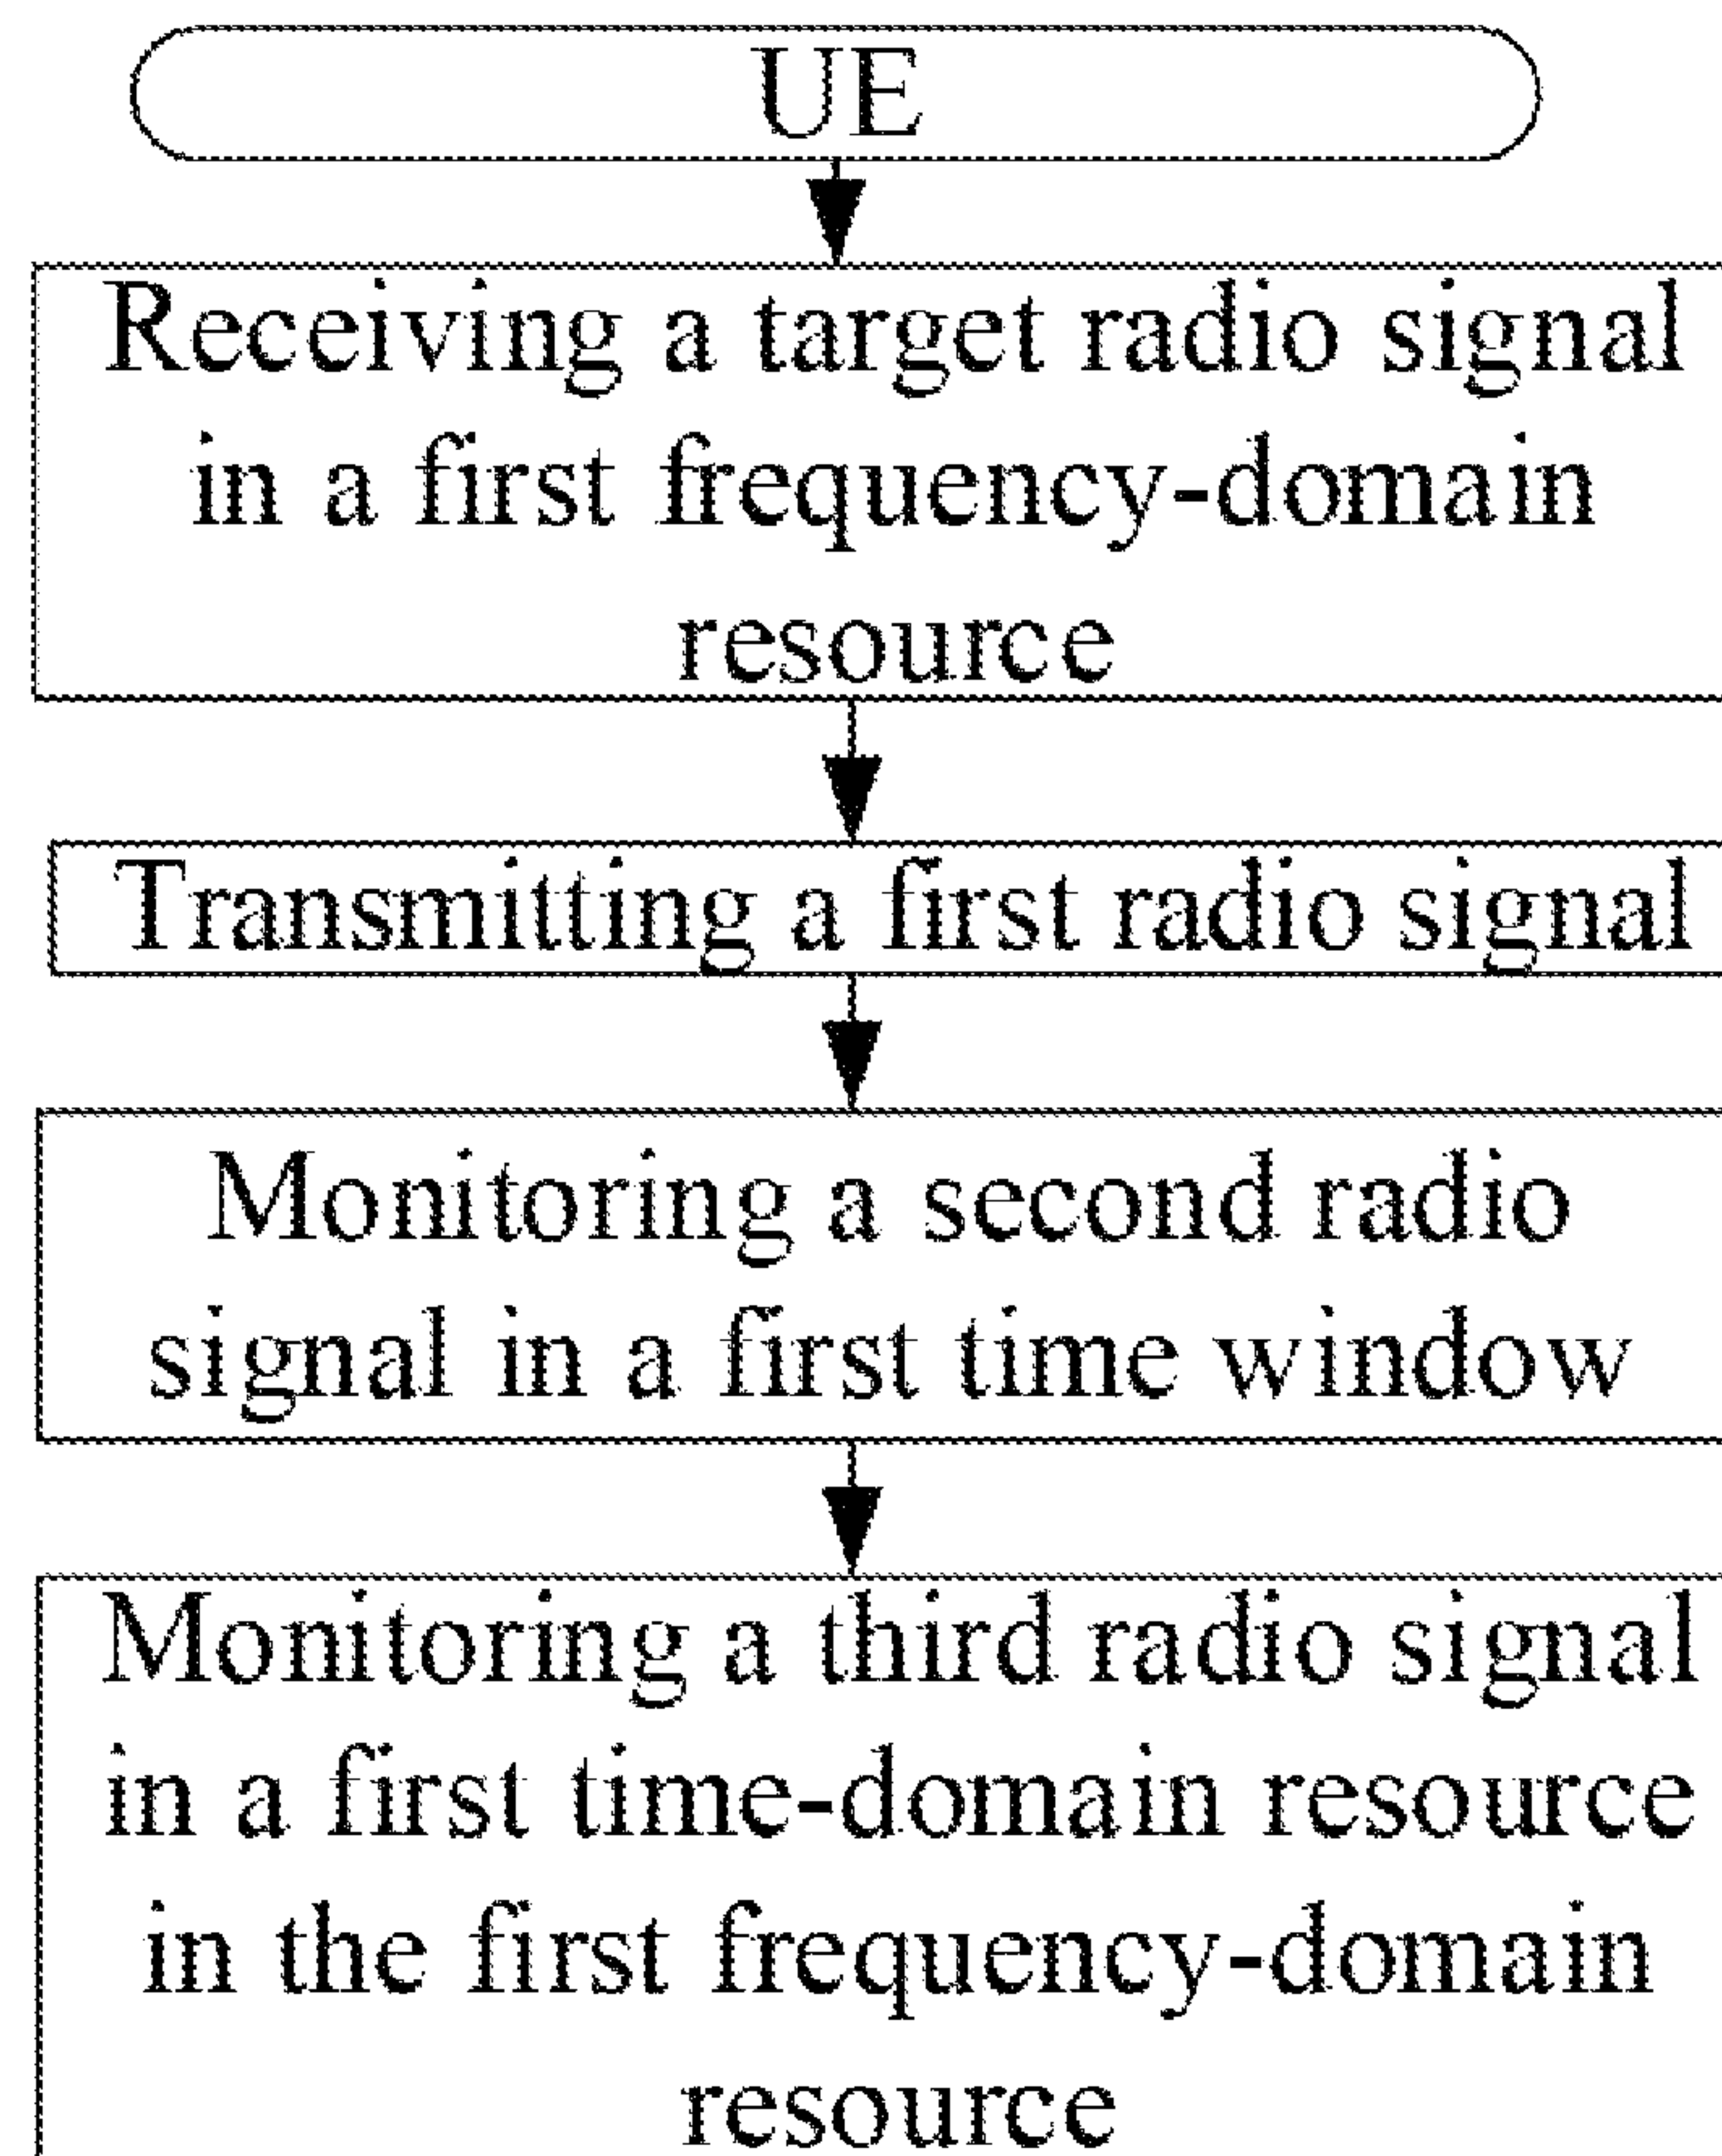 UE
Receiving a target radio signal
in a first frequency-domain
resource
Transmitting a first radio signal
Monitoring a second radio
signal in a first time window
Monitoring a third radio signal
in a first time-domain resource
in the first frequency-domain
resource